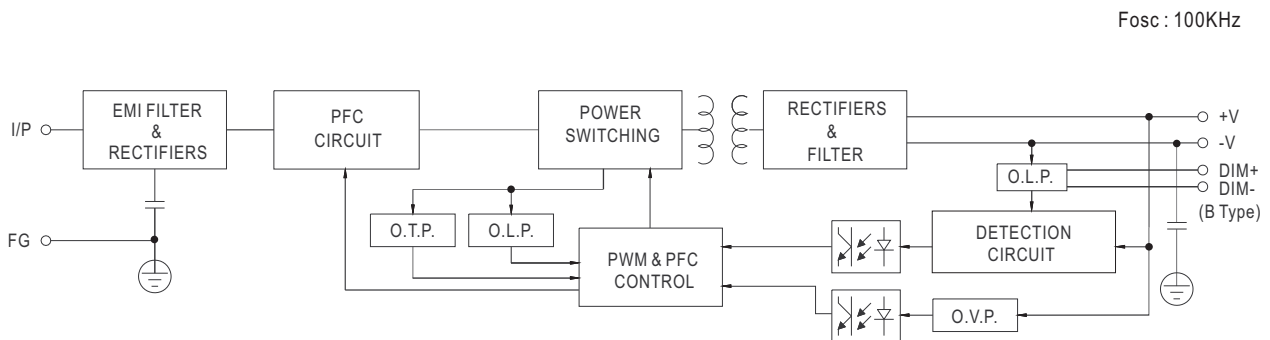 Fosc : 100KHz
I/P
EMI FILTER
&
RECTIFIERS
PFC
CIRCUIT
POWER
SWITCHING
RECTIFIERS
&
FILTER
+V
-V
DIM+
DIM-
(B Type)
O.L.P.
FG
O.T.P.
O.L.P.
PWM & PFC
CONTROL
DETECTION
CIRCUIT
O.V.P.